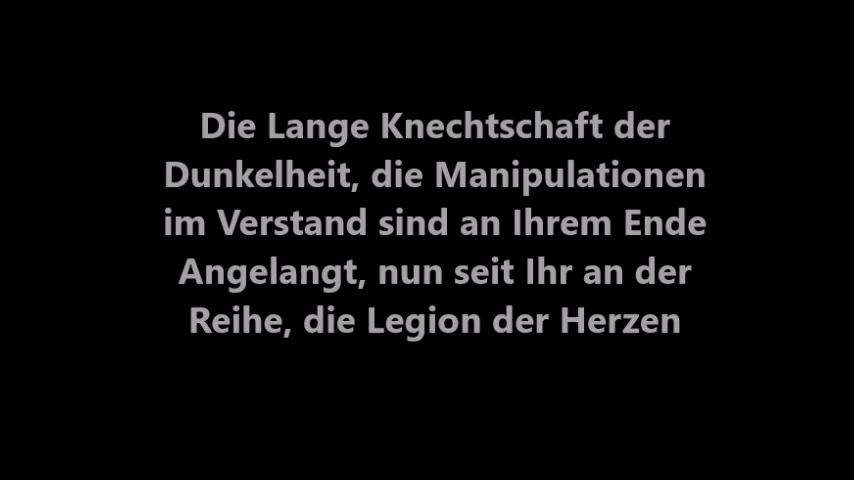 Die Lange Knechtschaft der
Dunkelheit, die Manipulationen
im Verstand sind an Ihrem Ende
Angelangt, nun seit Ihr an der
Reihe, die Legion der Herzen